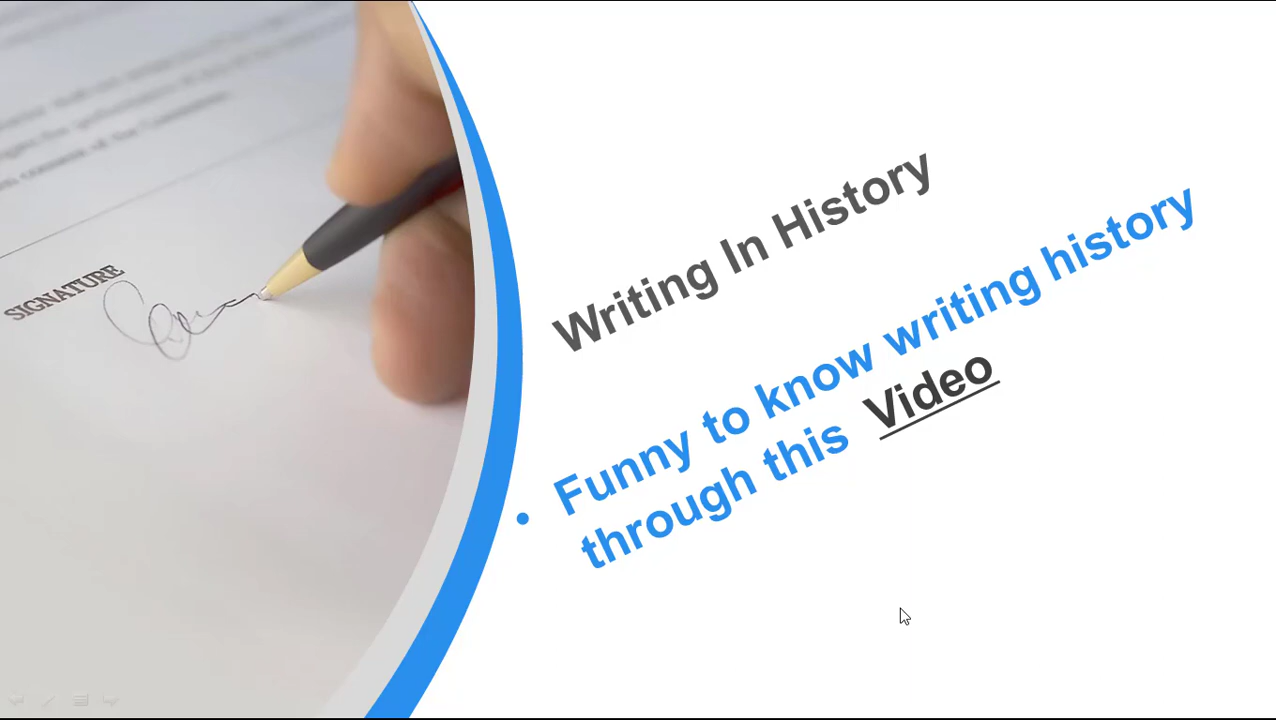 SIGNATURE
Writing In History
• Funny to know writing history
through this Video